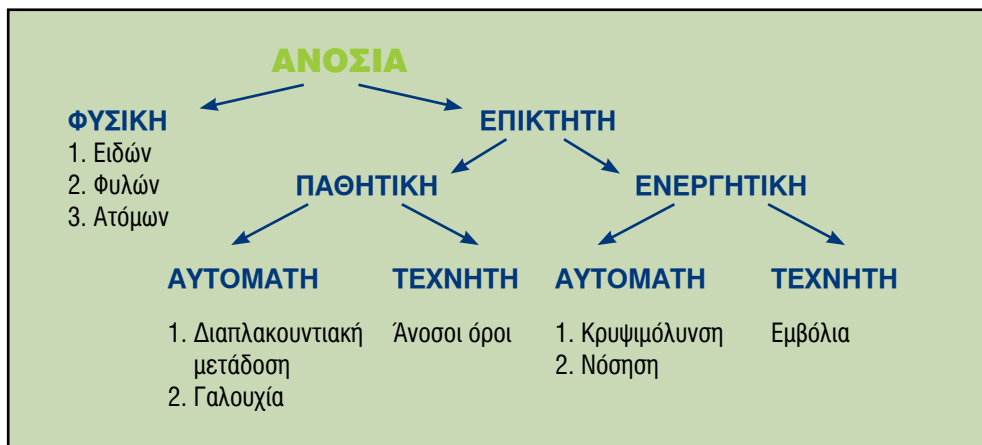 ΑΝΟΣΙΑ
ΦΥΣΙΚΗ
1. Ειδών
2. Φυλών
3. Ατόμων
ΕΠΙΚΤΗΤΗ
ΠΑΘΗΤΙΚΗ
ΕΝΕΡΓΗΤΙΚΗ
ΑΥΤΟΜΑΤΗ
1. Διαπλακουντιακή
μετάδοση
2. Γαλουχία
ΤΕΧΝΗΤΗ
Άνοσοι όροι
ΑΥΤΟΜΑΤΗ
1. Κρυψιμόλυνση
2. Νόσηση
ΤΕΧΝΗΤΗ
Εμβόλια